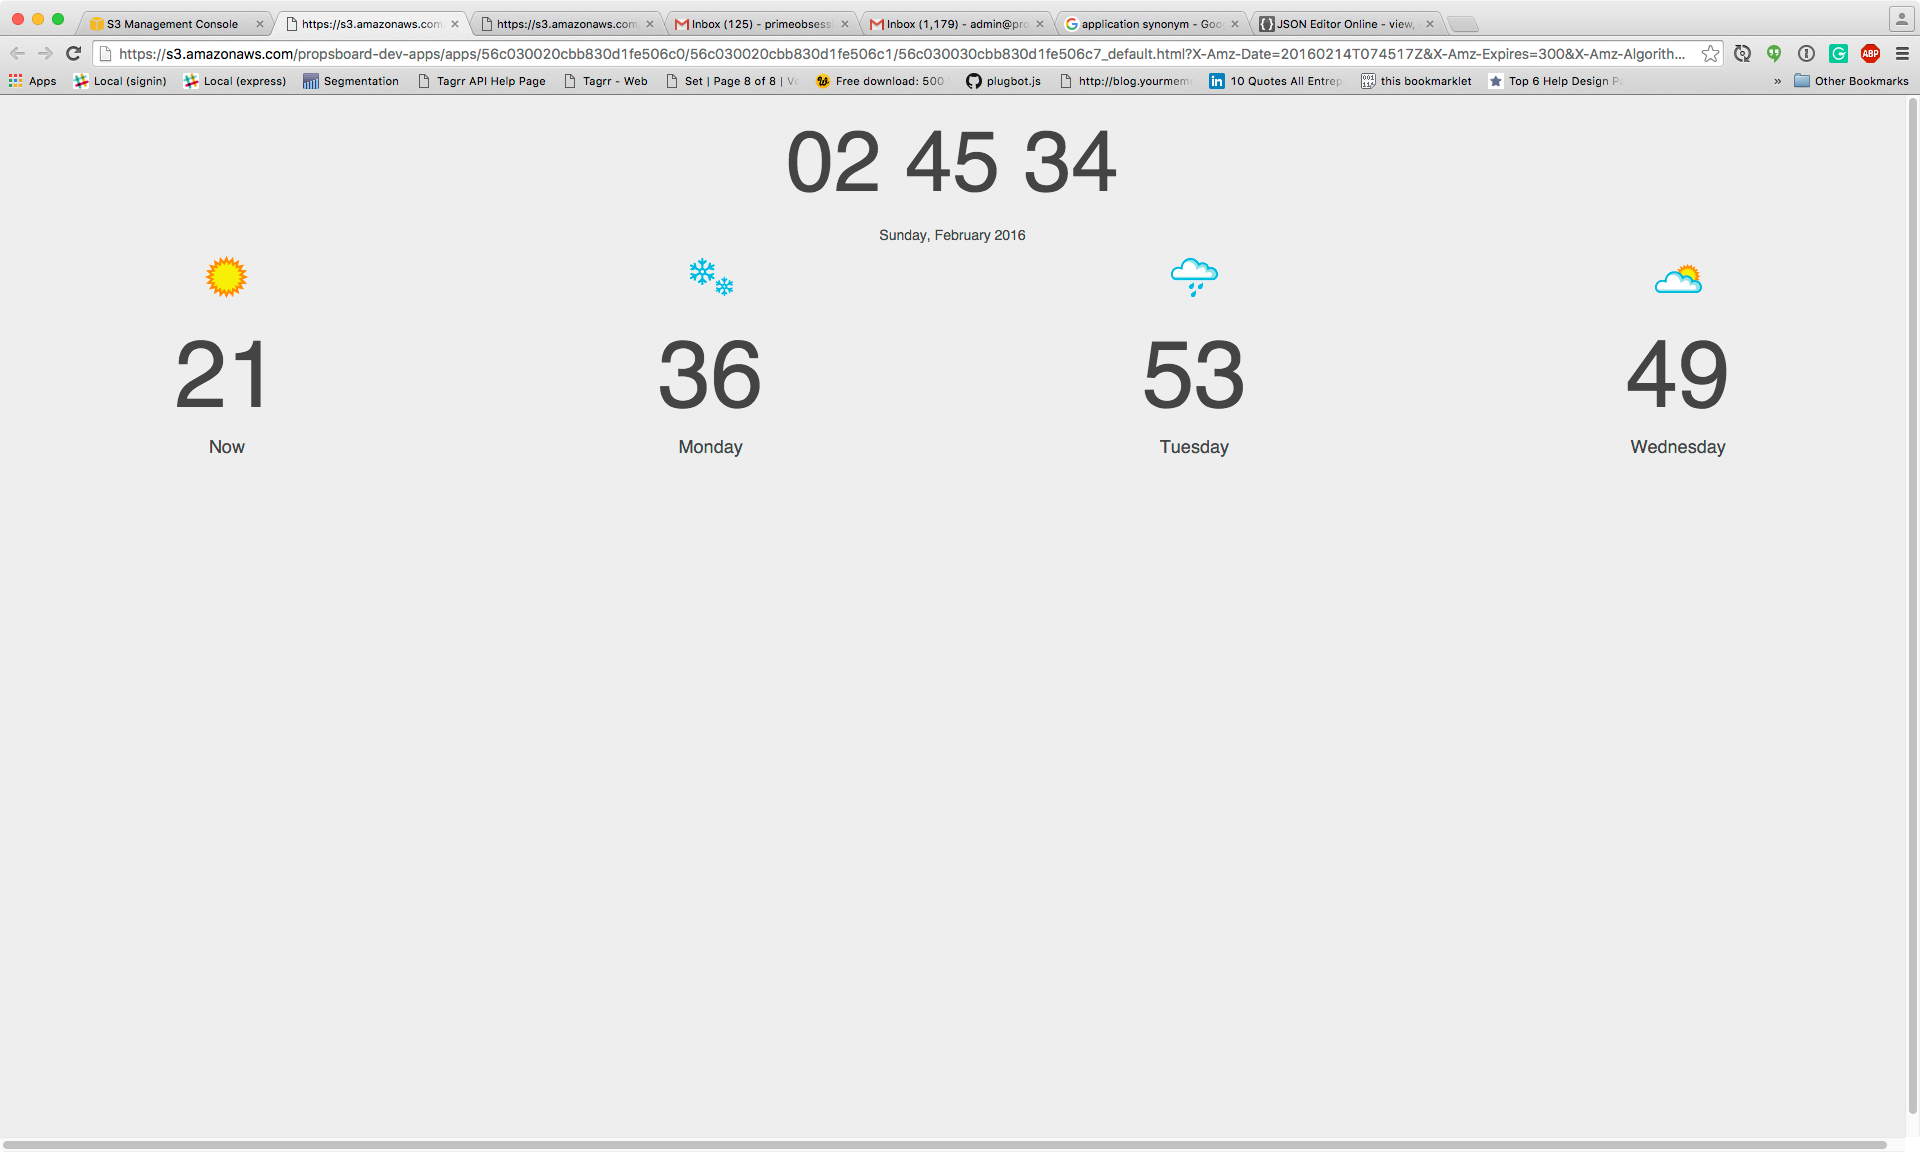 S3 Management Console
https://s3.amazonaws.com
https://s3.amazonaws.com
Inbox (125) - primeobsess
Inbox (1,179) - admin@pro
application synonym - Goog
JSON Editor Online - view,
https://s3.amazonaws.com/propsboard-dev-apps/apps/56c030020cbb830d1fe506c0/56c030020cbb830d1fe506c1/56c030030cbb830d1fe506c7_default.html?X-Amz-Date=20160214T074517Z&X-Amz-Expires=300&X-Amz-Algorith...
ABP
Apps
Local (signin)
Local (express)
Segmentation
Tagrr API Help Page
Tagrr - Web
Set | Page 8 of 8 |
Free download: 500
plugbot.js
http://blog.yourmem
10 Quotes All Entrep
this bookmarklet
Top 6 Help Design
»
Other Bookmarks
02 45 34
Sunday, February 2016
21
36
53
49
Now
Monday
Tuesday
Wednesday